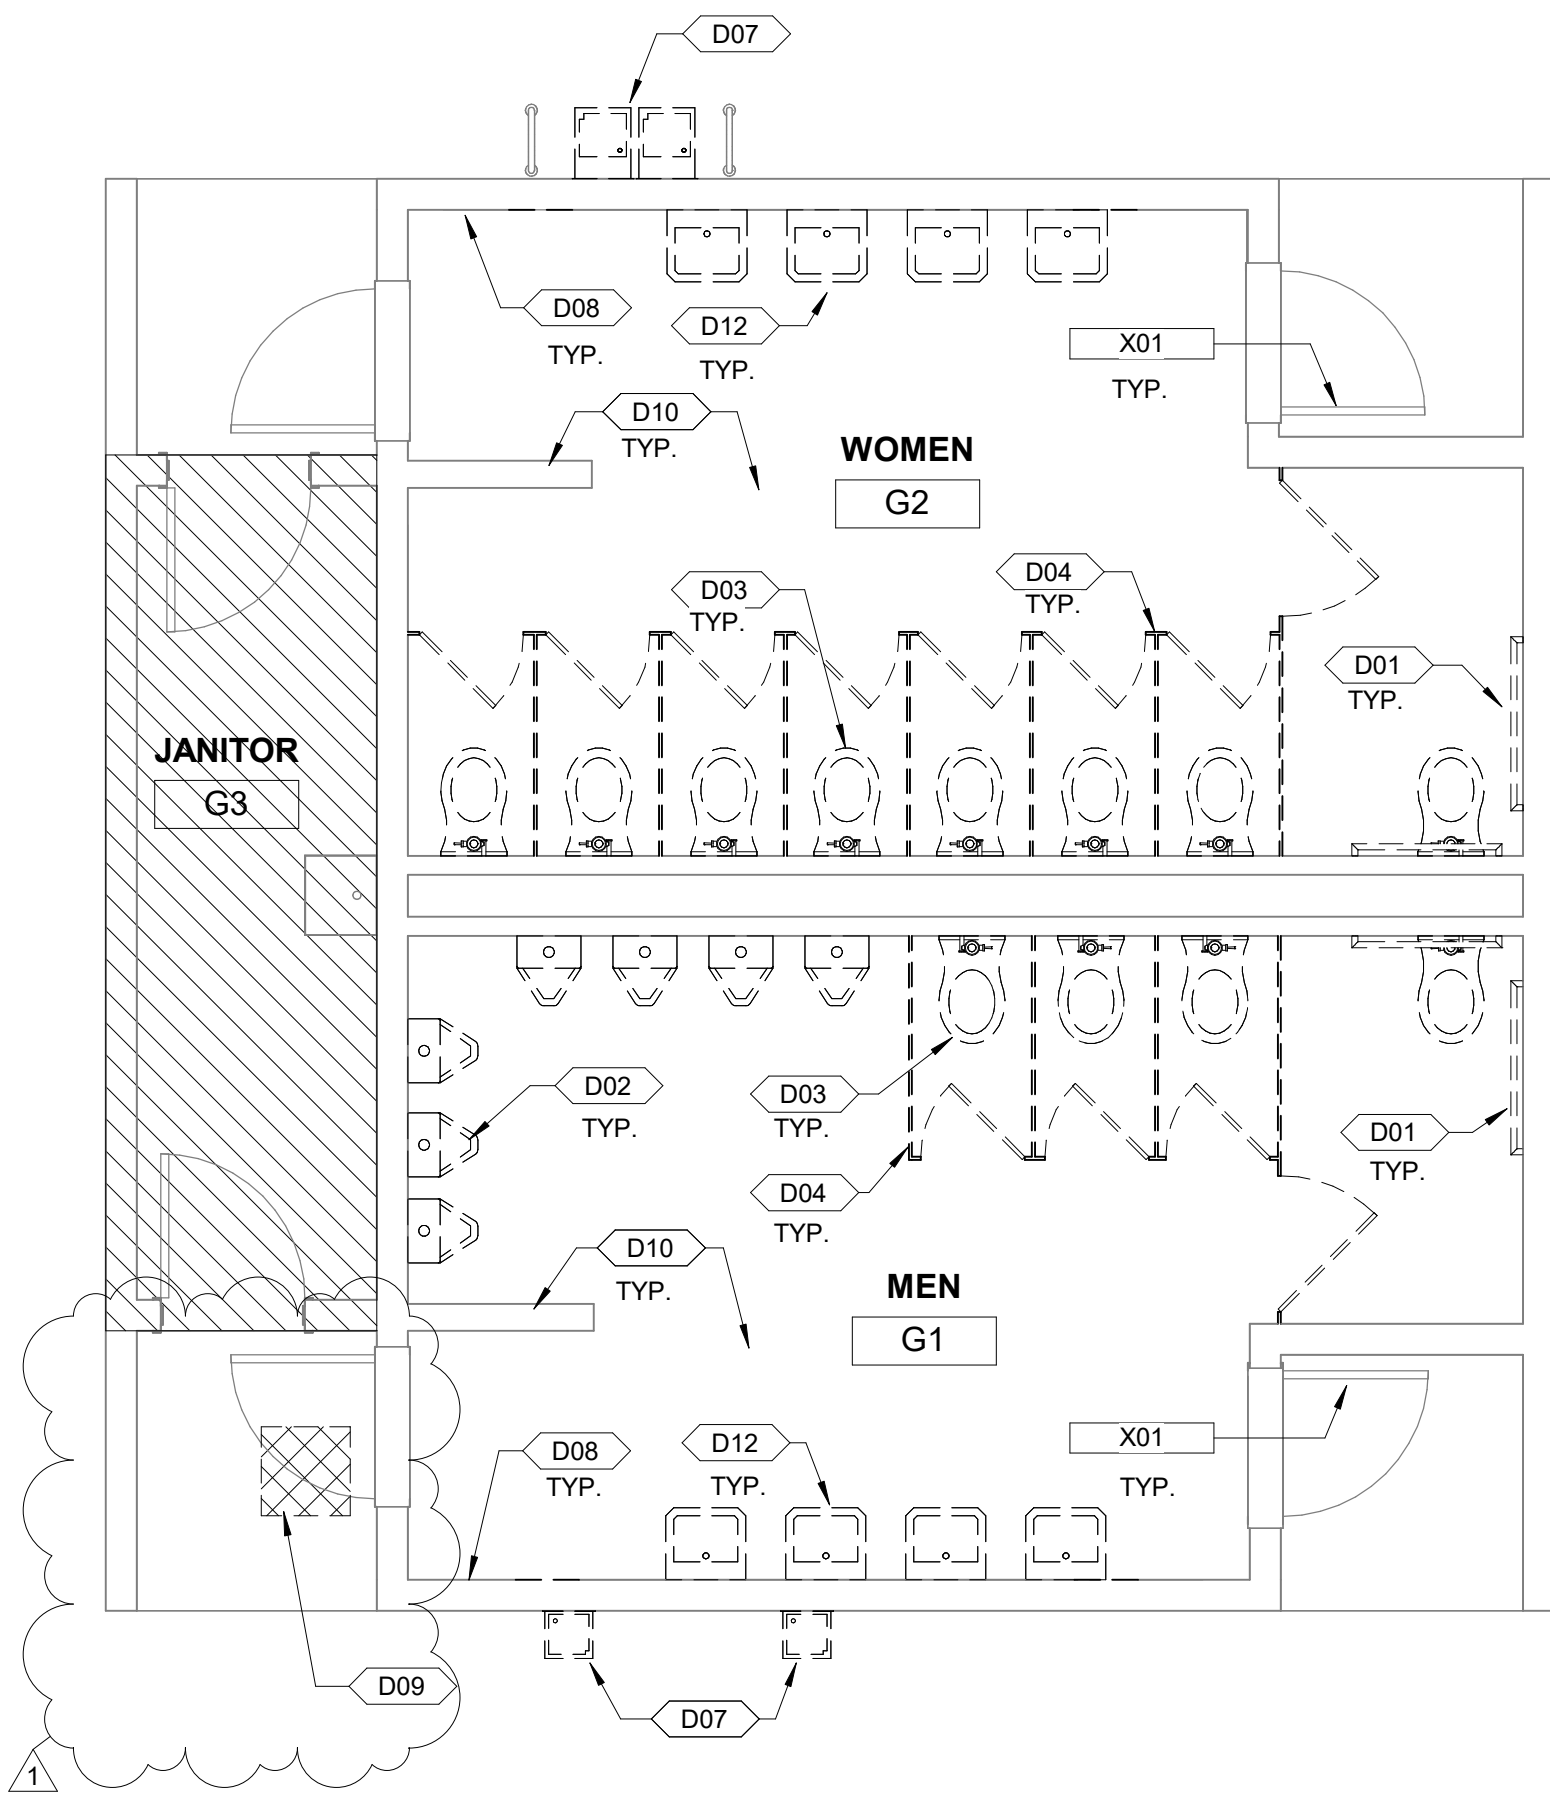 D07
D08
TYP.
D12
TYP.
X01
TYP.
D10
TYP.
WOMEN
G2
D03
TYP.
D04
TYP.
D01
TYP.
JANITOR
G3
D02
TYP.
D03
TYP.
D01
TYP.
D04
TYP.
D10
TYP.
MEN
G1
D08
TYP.
D12
TYP.
X01
TYP.
D09
D07
1